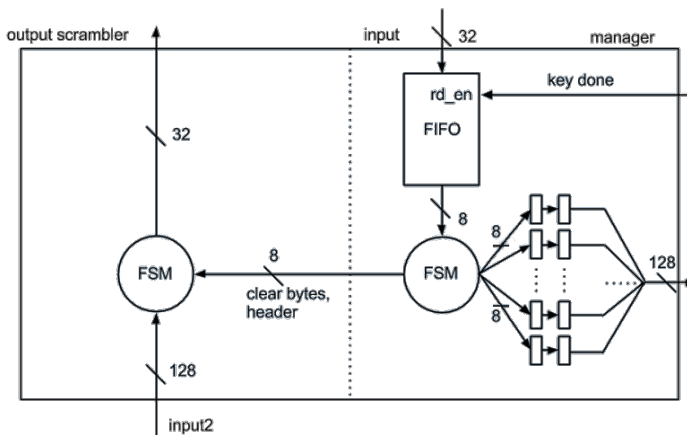 output scrambler
input
manager
32
rd_en
key done
FIFO
32
8
8
FSM
8
FSM
128
clear bytes,
header
8
128
input2